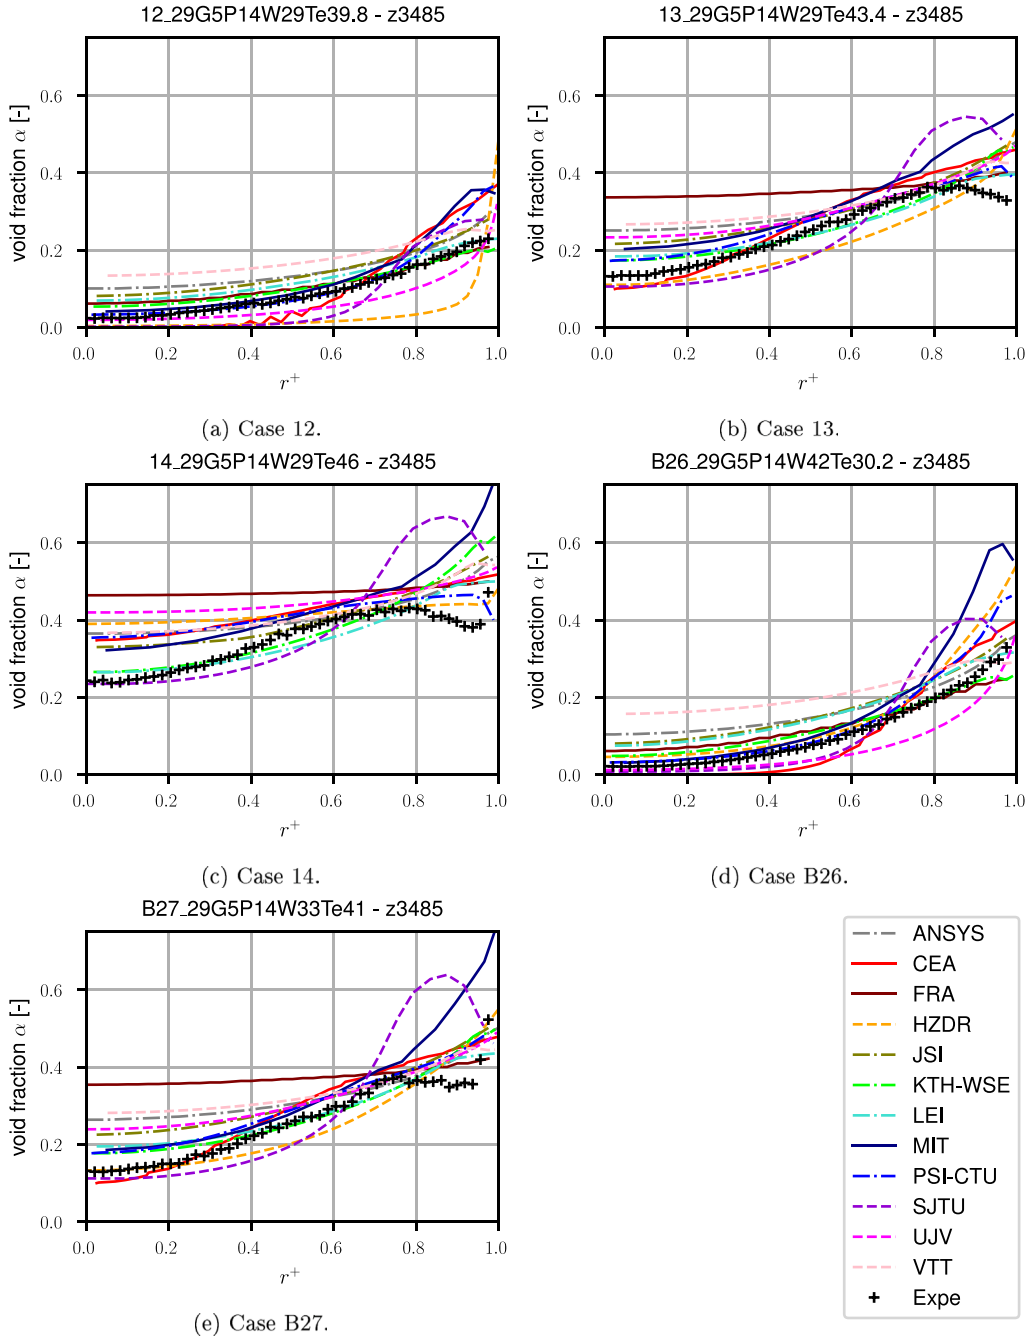 12_29G5P14W29Te39.8 - z3485
void fraction α [-]
0.6
0.4
0.2
0.0
0.0 0.2 0.4 0.6 0.8 1.0
r+
(a) Case 12.
13_29G5P14W29Te43.4 - z3485
void fraction α [-]
0.6
0.4
0.2
0.0
0.0 0.2 0.4 0.6 0.8 1.0
r+
(b) Case 13.
14_29G5P14W29Te46 - z3485
void fraction α [-]
0.6
0.4
0.2
0.0
0.0 0.2 0.4 0.6 0.8 1.0
r+
(c) Case 14.
B26_29G5P14W42Te30.2 - z3485
void fraction α [-]
0.6
0.4
0.2
0.0
0.0 0.2 0.4 0.6 0.8 1.0
r+
(d) Case B26.
B27_29G5P14W33Te41 - z3485
void fraction α [-]
0.6
0.4
0.2
0.0
0.0 0.2 0.4 0.6 0.8 1.0
r+
(e) Case B27.
ANSYS
CEA
FRA
HZDR
JSI
KTH-WSE
LEI
MIT
PSI-CTU
SJTU
UJV
VTT
Expe